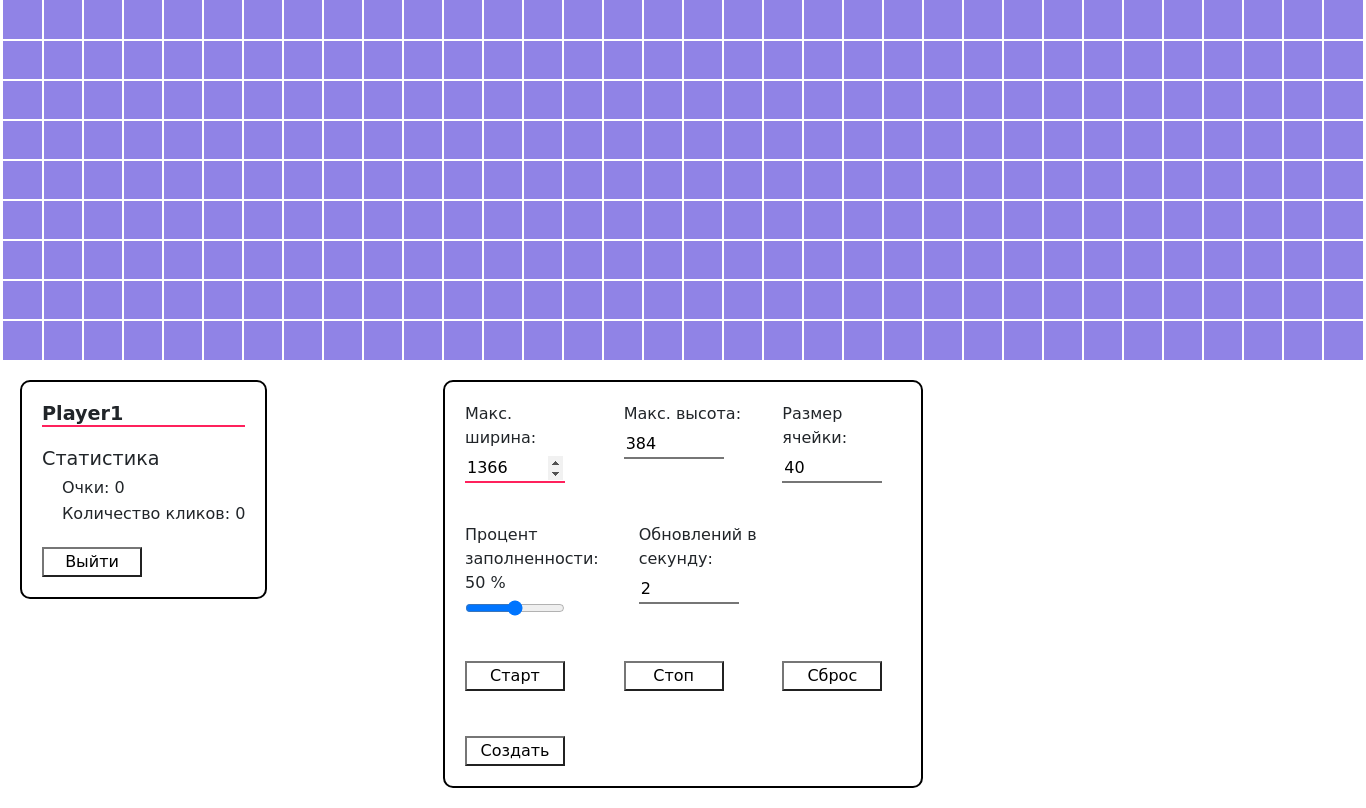 Player1
Статистика
Очки: 0
Количество кликов: 0
Выйти
Макс.
ширина:
1366
Макс. высота:
384
Размер
ячейки:
40
Процент
заполненности:
50 %
Обновлений в
секунду:
2
Старт
Стоп
Сброс
Создать